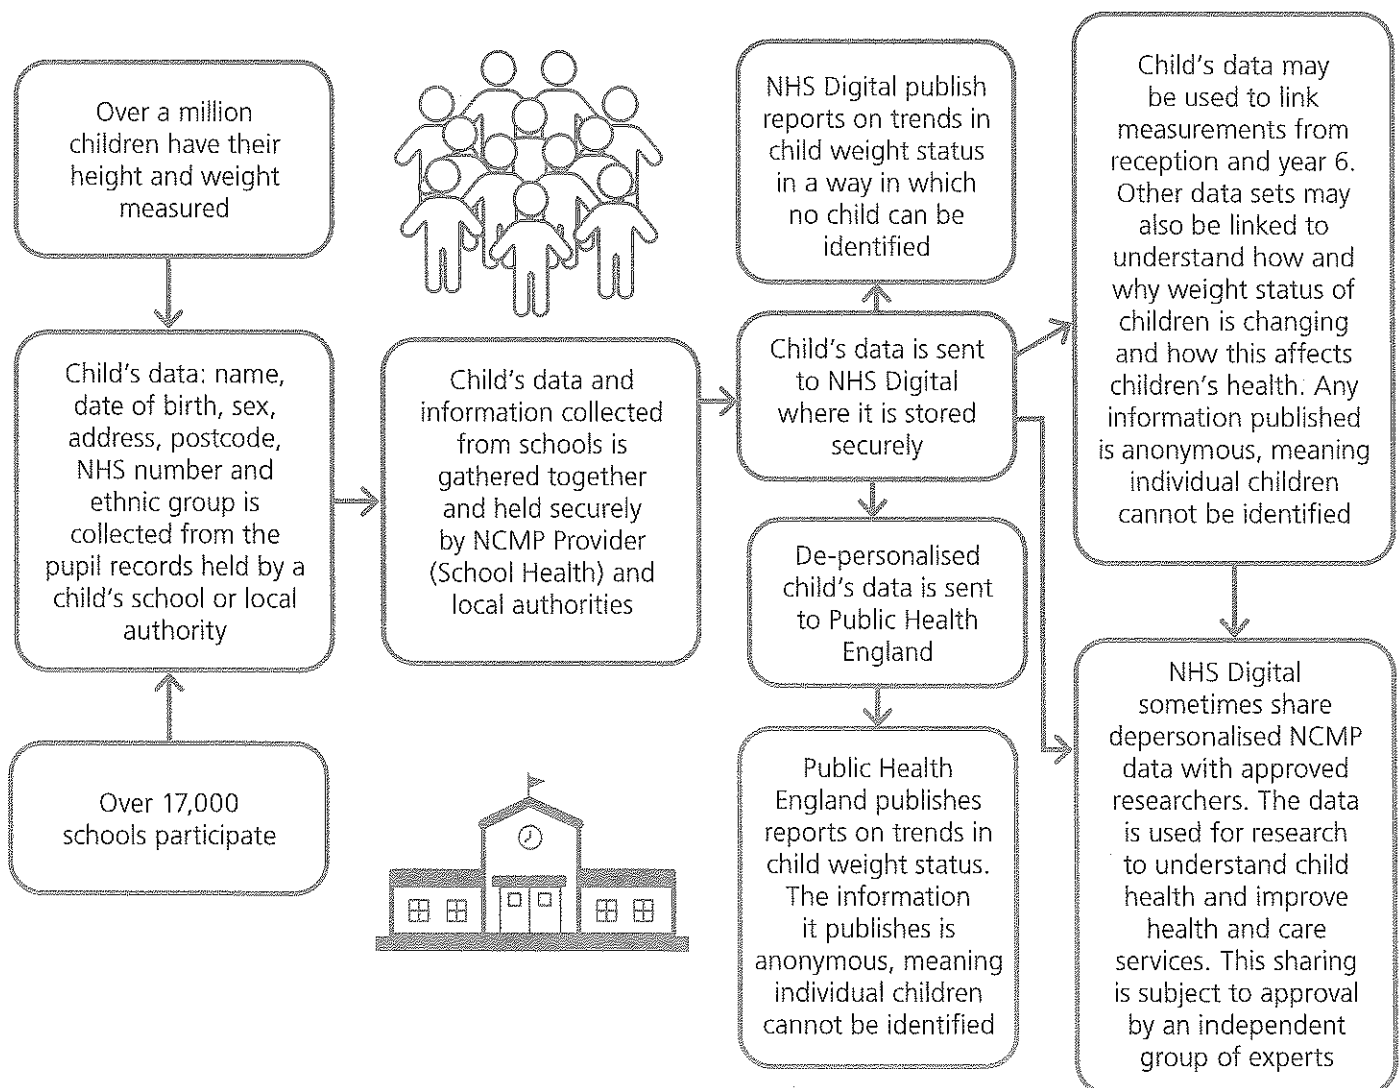 Over a million
children have their
height and weight
measured
Child's data: name,
date of birth, sex,
address, postcode,
NHS number and
ethnic group is
collected from the
pupil records held by a
child's school or local
authority
Over 17,000
schools participate
Child's data and
information collected
from schools is
gathered together
and held securely
by NCMP Provider
(School Health) and
local authorities
NHS Digital publish
reports on trends in
child weight status
in a way in which
no child can be
identified
Child's data is sent
to NHS Digital
where it is stored
securely
De-personalised
child's data is sent
to Public Health
England
Public Health
England publishes
reports on trends in
child weight status.
The information
it publishes is
anonymous, meaning
individual children
cannot be identified
Child's data may
be used to link
measurements from
reception and year 6.
Other data sets may
also be linked to
understand how and
why weight status of
children is changing
and how this affects
children's health. Any
information published
is anonymous, meaning
individual children
cannot be identified
NHS Digital
sometimes share
depersonalised NCMP
data with approved
researchers. The data
is used for research
to understand child
health and improve
health and care
services. This sharing
is subject to approval
by an independent
group of experts